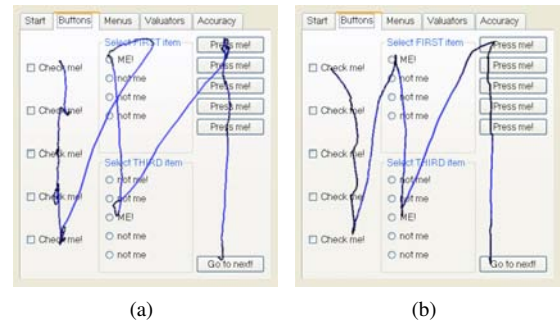 Start Buttons Menus Valuators Accuracy
Select FIRST item
Check me!
Check me!
Check me!
Check me!
Check me!
ME!
not me
not me
not me
Select THIRD item
not me!
not me
ME!
not me
not me
Press me!
Press me!
Press me!
Press me!
Press me!
Go to next!
(a)
Start Buttons Menus Valuators Accuracy
Select FIRST item
Check me!
Check me!
Check me!
Check me!
Check me!
ME!
not me
not me
not me
Select THIRD item
not me!
not me
ME!
not me
not me
Press me!
Press me!
Press me!
Press me!
Press me!
Go to next!
(b)